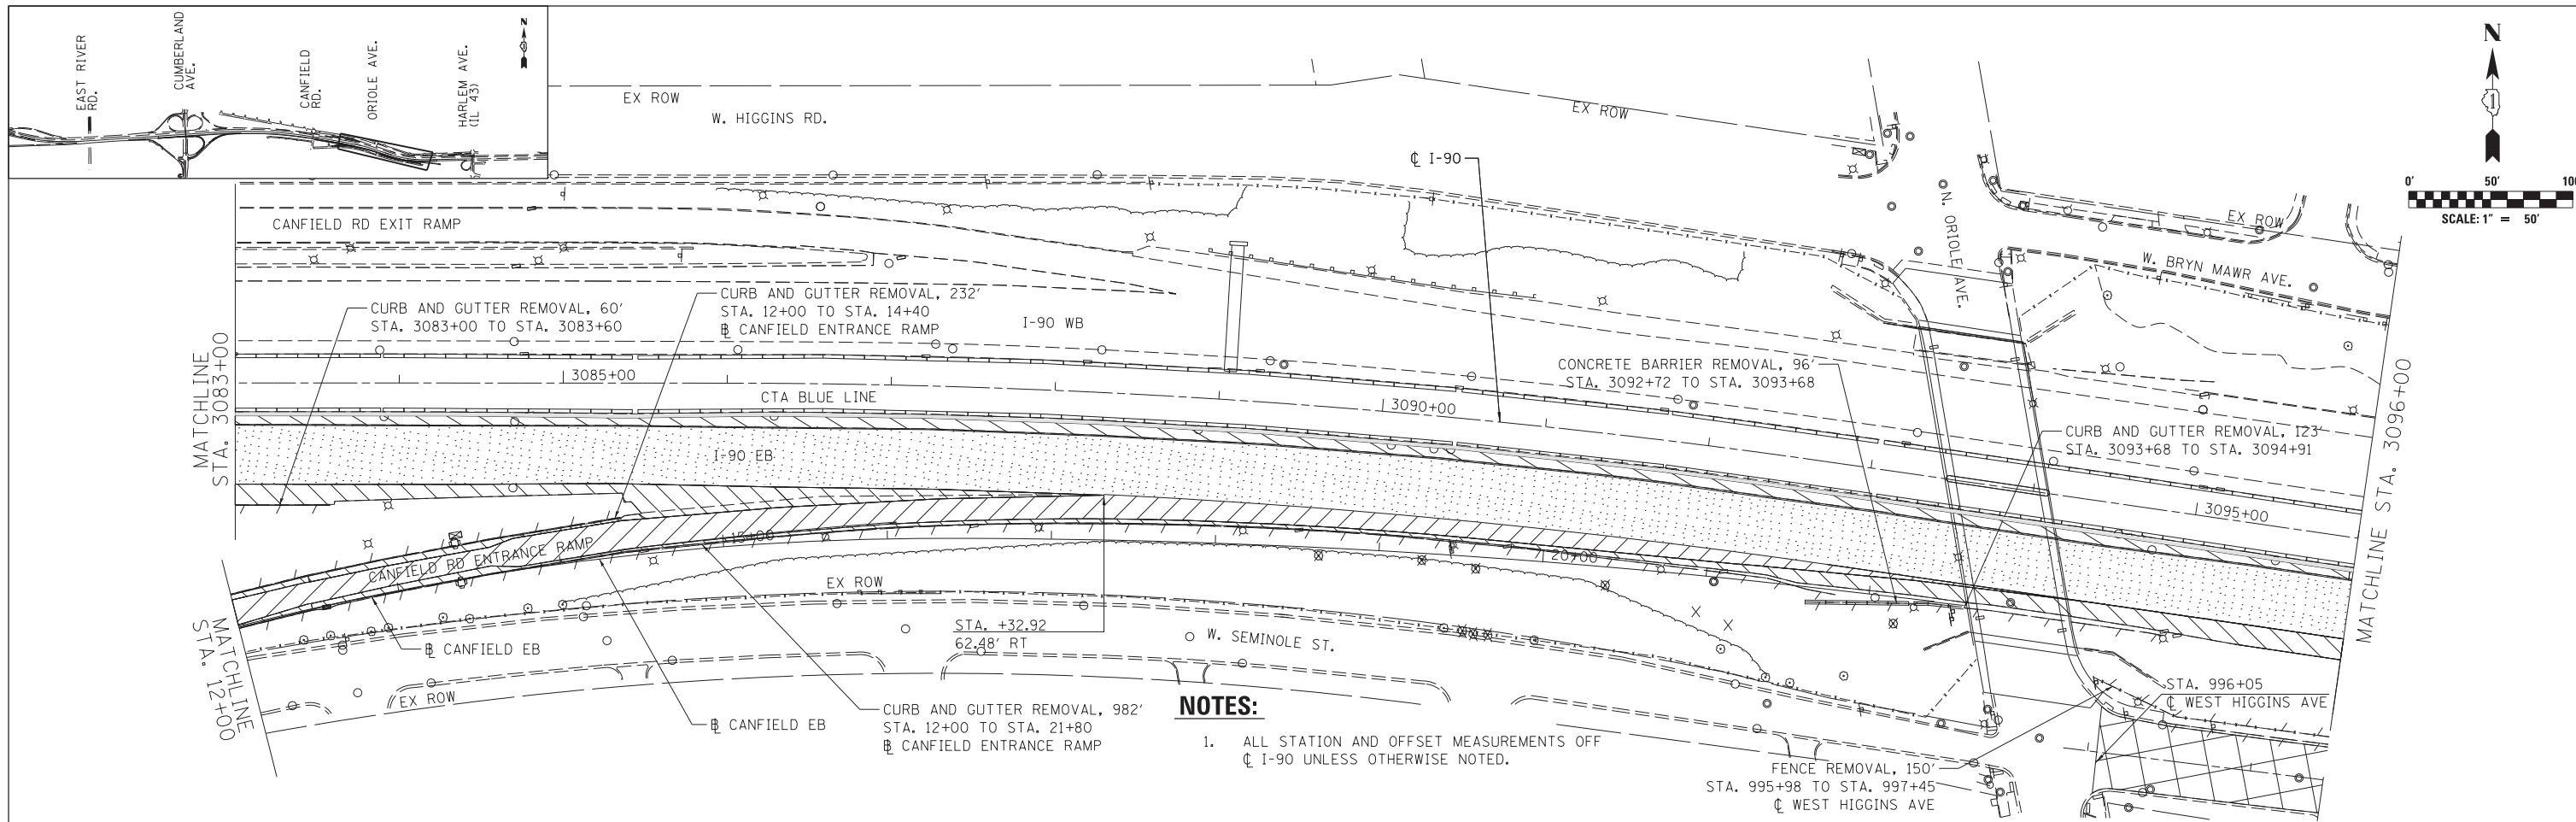 EAST RIVER
RD.
CUMBERLAND
AVE.
CANFIELD
RD.
ORIOLE AVE.
HARLEM AVE.
(IL 43)
N
EX ROW
W. HIGGINS RD.
EX ROW
N
1
0' 50' 100
SCALE: 1" = 50'
℄ I-90
CANFIELD RD EXIT RAMP
N. ORIOLE AVE.
EX ROW
W. BRYN MAWR AVE.
CURB AND GUTTER REMOVAL, 60'
STA. 3083+00 TO STA. 3083+60
CURB AND GUTTER REMOVAL, 232'
STA. 12+00 TO STA. 14+40
B CANFIELD ENTRANCE RAMP
I-90 WB
MATCHLINE
STA. 3083+00
3085+00
CTA BLUE LINE
3090+00
CONCRETE BARRIER REMOVAL, 96'
STA. 3092+72 TO STA. 3093+68
CURB AND GUTTER REMOVAL, 123'
STA. 3093+68 TO STA. 3094+91
MATCHLINE STA. 3096+00
I-90 EB
3095+00
15+00
CANFIELD RD ENTRANCE RAMP
20+00
EX ROW
STA. +32.92
62.48' RT
W. SEMINOLE ST.
B CANFIELD EB
MATCHLINE
STA. 12+00
EX ROW
B CANFIELD EB
CURB AND GUTTER REMOVAL, 982'
STA. 12+00 TO STA. 21+80
B CANFIELD ENTRANCE RAMP
NOTES:
1. ALL STATION AND OFFSET MEASUREMENTS OFF
℄ I-90 UNLESS OTHERWISE NOTED.
STA. 996+05
℄ WEST HIGGINS AVE
FENCE REMOVAL, 150'
STA. 995+98 TO STA. 997+45
℄ WEST HIGGINS AVE